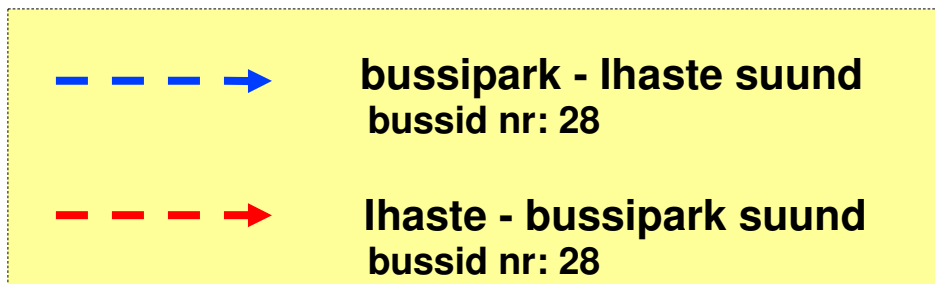 bussipark - Ihaste suund
bussid nr: 28
Ihaste - bussipark suund
bussid nr: 28